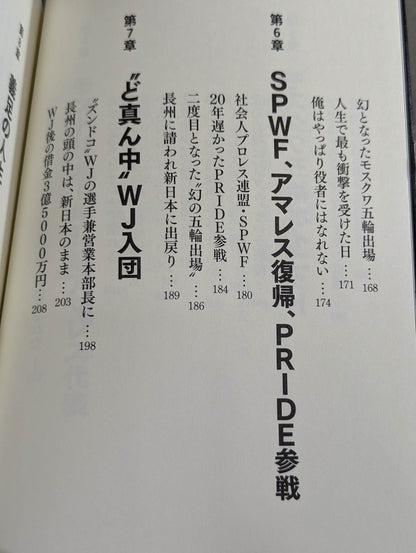 幻となったモスクワ五輪出場…168
人生で最も衝撃を受けた日…171
俺はやっぱり役者にはなれない…174
第6章
SPWF、アマレス復帰、PRIDE参戦
社会人プロレス連盟・SPWF…180
20年遅かったPRIDE参戦…184
二度目となった〝幻の五輪出場〟…186
長州に請われ新日本に出戻り…189
第7章
〝ど真ん中〟WJ入団
〝ズンドコ〟WJの選手兼営業本部長に…198
長州の頭の中は、新日本のまま…203
WJ後の借金3億5000万円…208